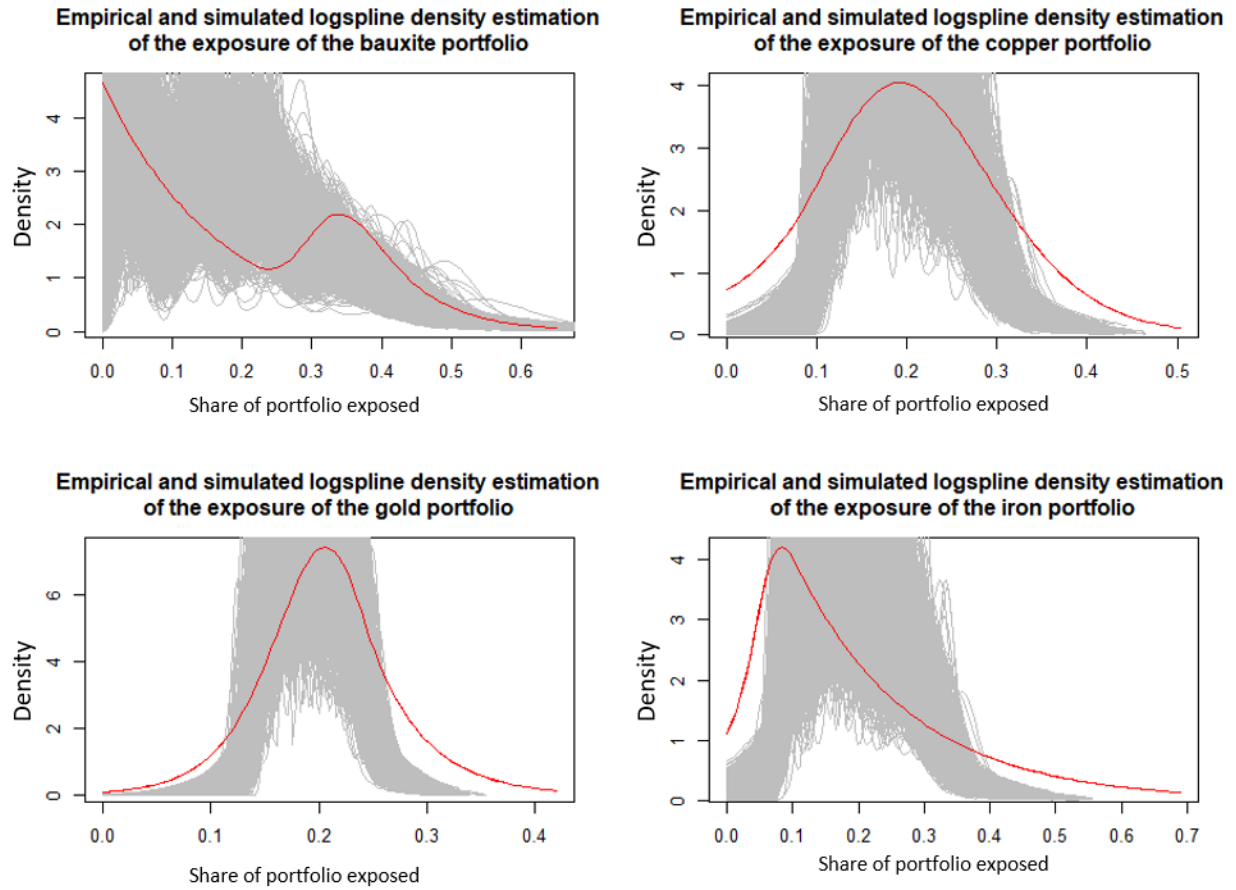 Empirical and simulated logspline density estimation
of the exposure of the bauxite portfolio
Density
0
1
2
3
4
0.0 0.1 0.2 0.3 0.4 0.5 0.6
Share of portfolio exposed
Empirical and simulated logspline density estimation
of the exposure of the copper portfolio
Density
0
1
2
3
4
0.0 0.1 0.2 0.3 0.4 0.5
Share of portfolio exposed
Empirical and simulated logspline density estimation
of the exposure of the gold portfolio
Density
0
2
4
6
0.0 0.1 0.2 0.3 0.4
Share of portfolio exposed
Empirical and simulated logspline density estimation
of the exposure of the iron portfolio
Density
0
1
2
3
4
0.0 0.1 0.2 0.3 0.4 0.5 0.6 0.7
Share of portfolio exposed